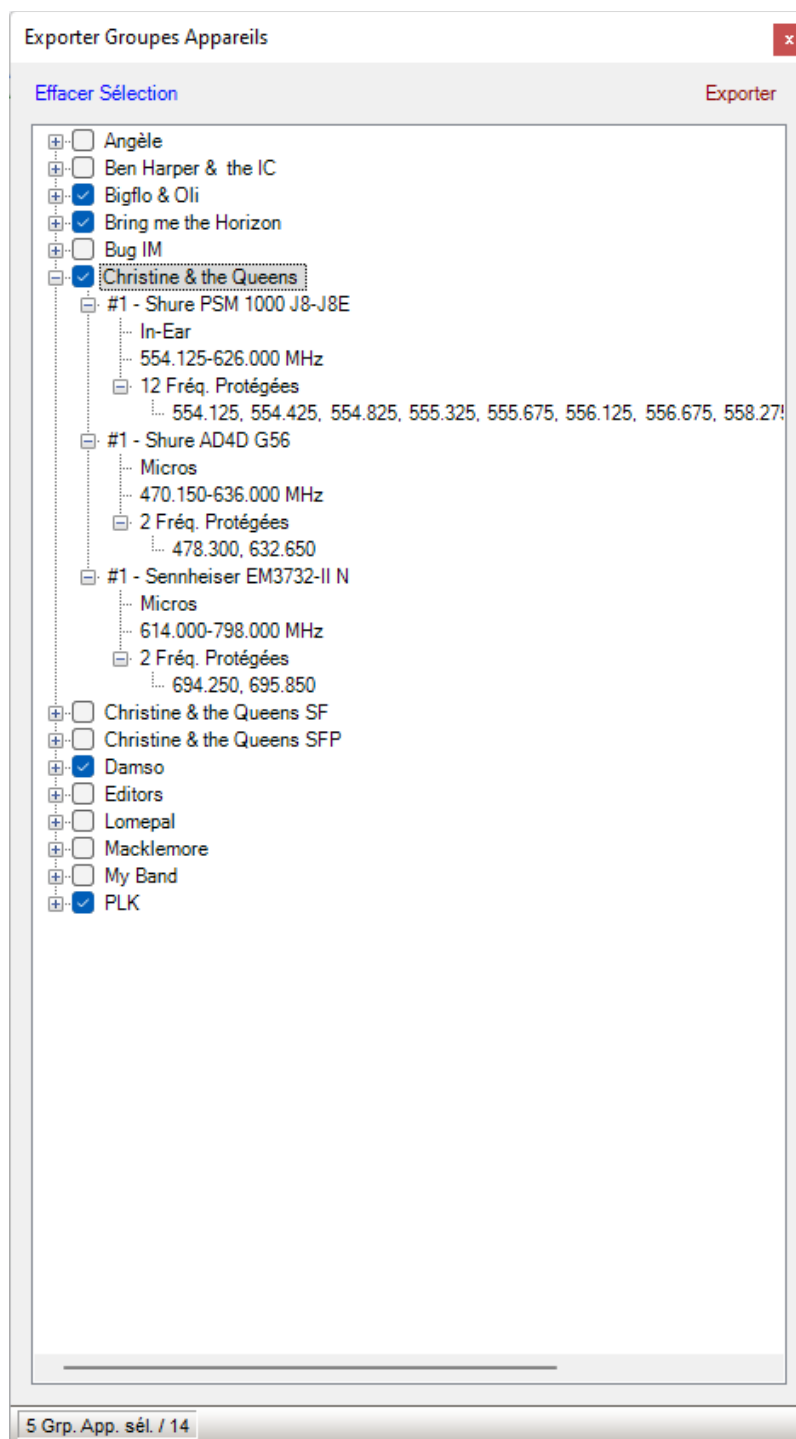 Exporter Groupes Appareils
x
Effacer Sélection
Exporter
Angèle
Ben Harper & the IC
Bigflo & Oli
Bring me the Horizon
Bug IM
Christine & the Queens
#1 - Shure PSM 1000 J8-J8E
In-Ear
554.125-626.000 MHz
12 Fréq. Protégées
554.125, 554.425, 554.825, 555.325, 555.675, 556.125, 556.675,
#1 - Shure AD4D G56
Micros
470.150-636.000 MHz
2 Fréq. Protégées
478.300, 632.650
#1 - Sennheiser EM3732-II N
Micros
614.000-798.000 MHz
2 Fréq. Protégées
694.250, 695.850
Christine & the Queens SF
Christine & the Queens SFP
Damso
Editors
Lomepal
Macklemore
My Band
PLK
5 Grp. App. sél. / 14